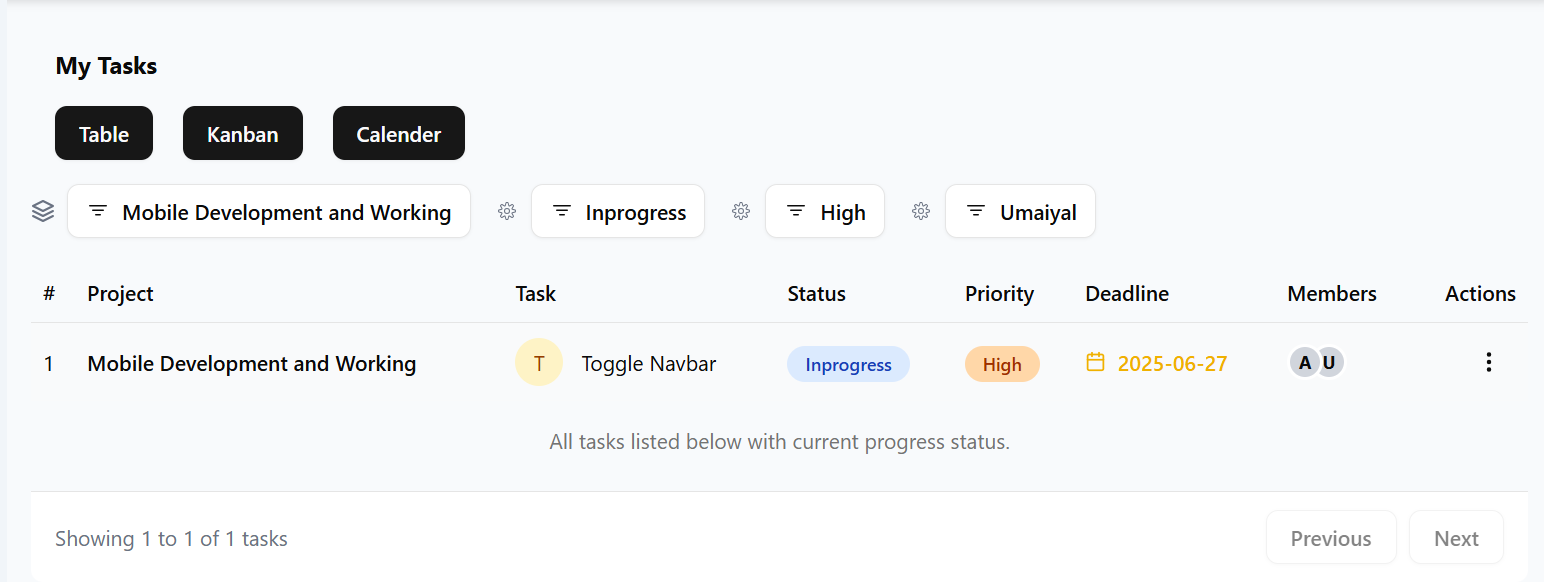 My Tasks
Table Kanban Calender
Mobile Development and Working Inprogress High Umaiyal
# Project Task Status Priority Deadline Members Actions
1 Mobile Development and Working T Toggle Navbar Inprogress High 2025-06-27 A U
All tasks listed below with current progress status.
Showing 1 to 1 of 1 tasks Previous Next